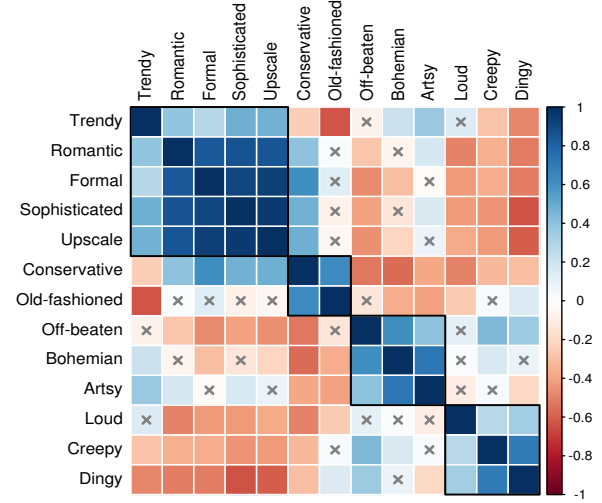 Trendy
Romantic
Formal
Sophisticated
Upscale
Conservative
Old-fashioned
Off-beaten
Bohemian
Artsy
Loud
Creepy
Dingy
Trendy
Romantic
Formal
Sophisticated
Upscale
Conservative
Old-fashioned
Off-beaten
Bohemian
Artsy
Loud
Creepy
Dingy
1
0.8
0.6
0.4
0.2
0
-0.2
-0.4
-0.6
-0.8
-1